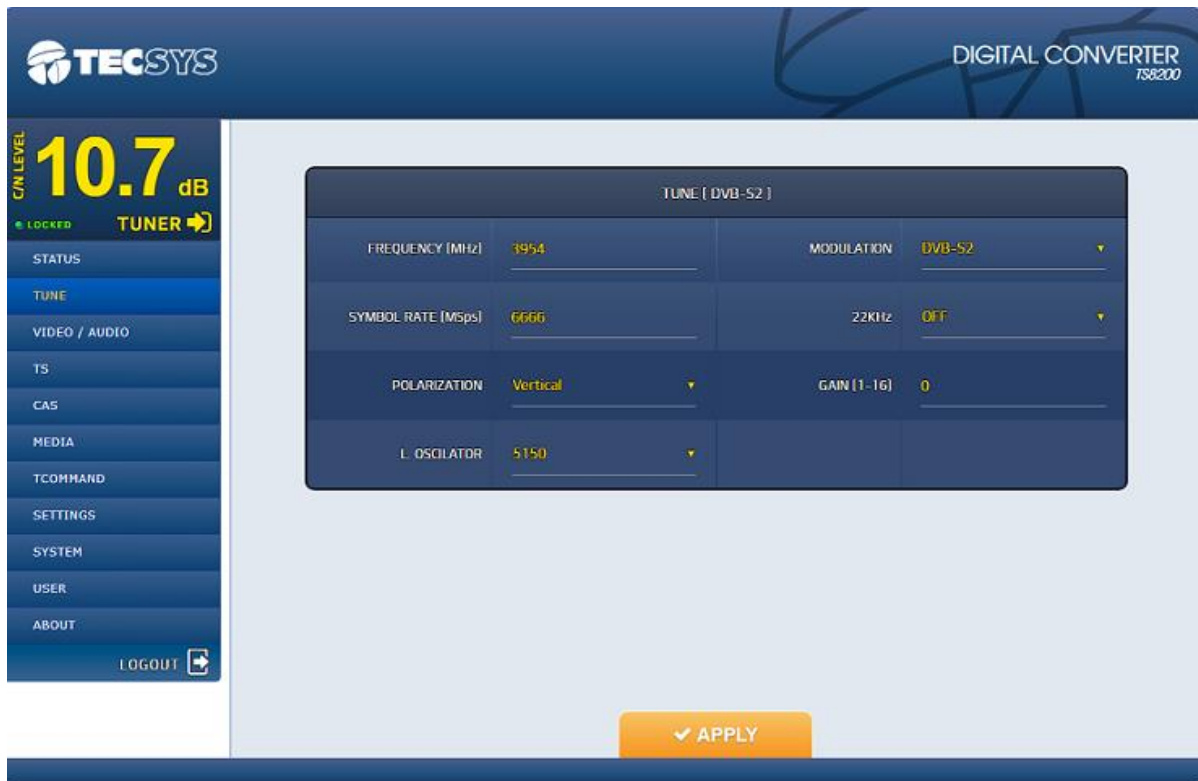 TECSYS
DIGITAL CONVERTER
TS8200
C/N LEVEL
10.7 dB
LOCKED
TUNER
STATUS
TUNE
VIDEO / AUDIO
TS
CAS
MEDIA
TCOMMAND
SETTINGS
SYSTEM
USER
ABOUT
LOGOUT
TUNE [ DVB-S2 ]
FREQUENCY [MHz] 3954 MODULATION DVB-S2
SYMBOL RATE [MSps] 6666 22KHz OFF
POLARIZATION Vertical GAIN [1-16] 0
L. OSCILATOR 5150
APPLY